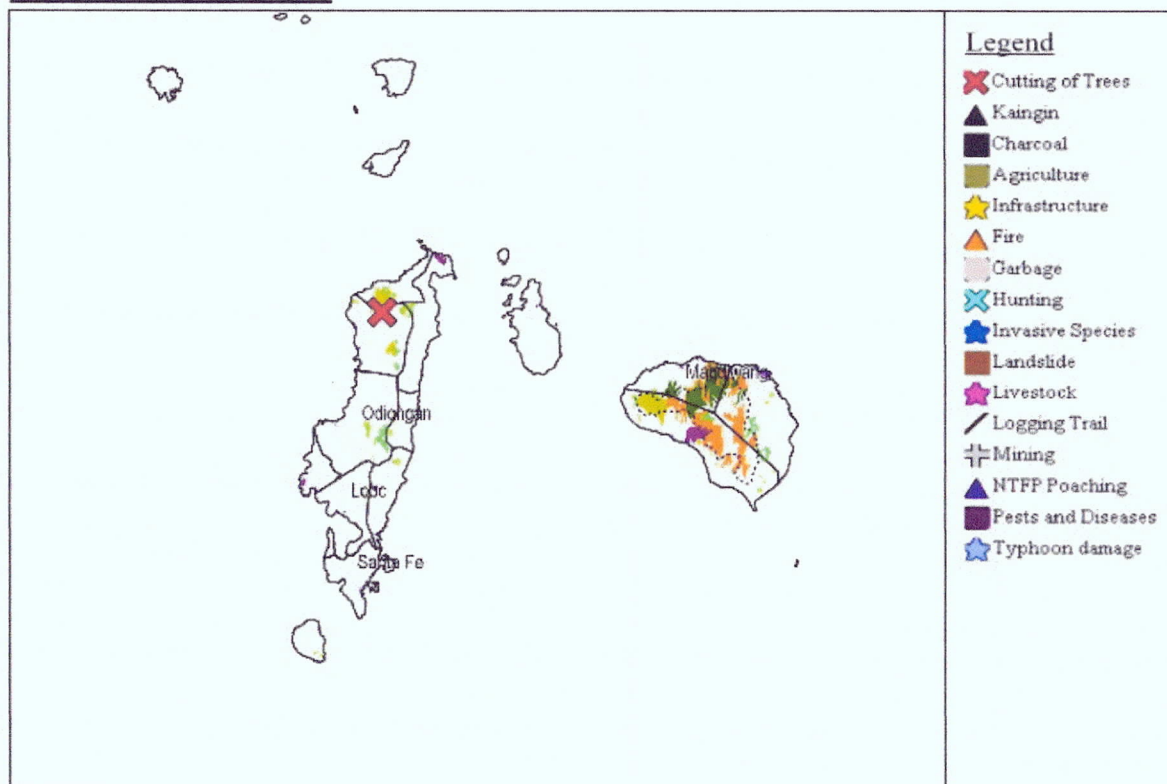 Legend
Cutting of Trees
Kaingin
Charcoal
Agriculture
Infrastructure
Fire
Garbage
Hunting
Invasive Species
Landslide
Livestock
Logging Trail
Mining
NTFP Poaching
Pests and Diseases
Typhoon damage
Odiongan
Looc
Santa Fe